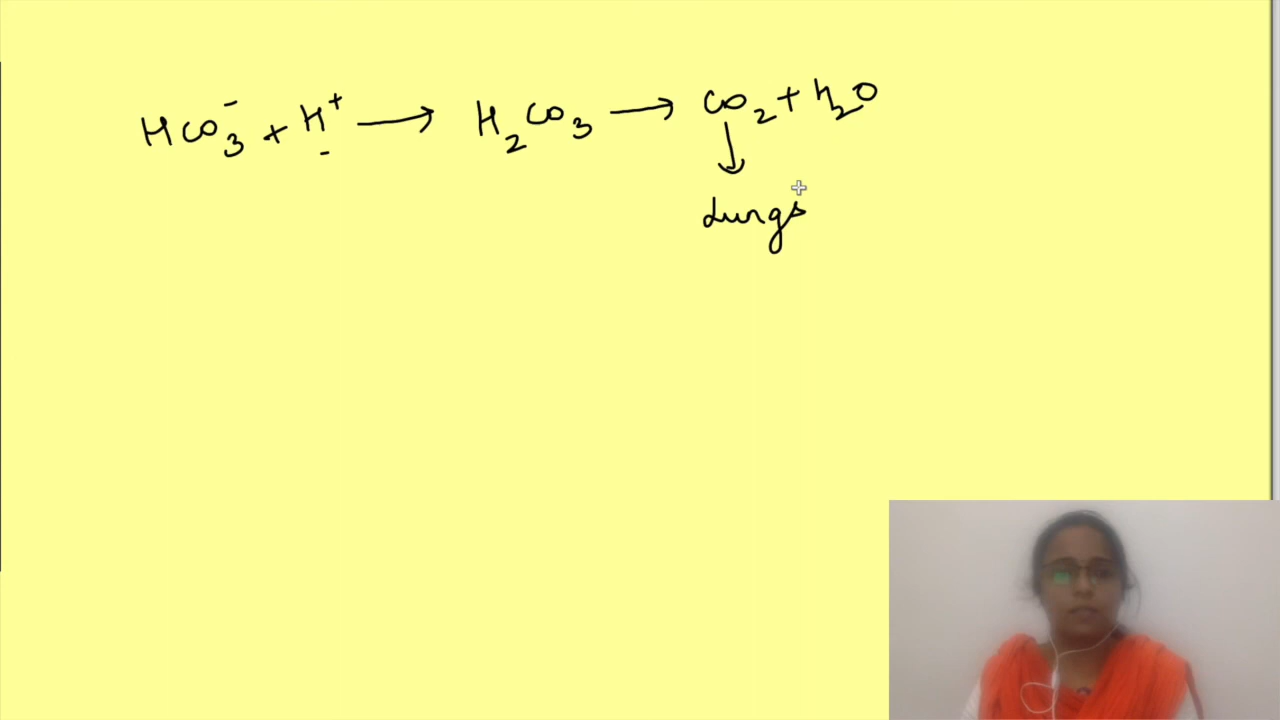 HCO₃⁻ + H⁺ → H₂CO₃ → CO₂ + H₂O
↓
Lungs